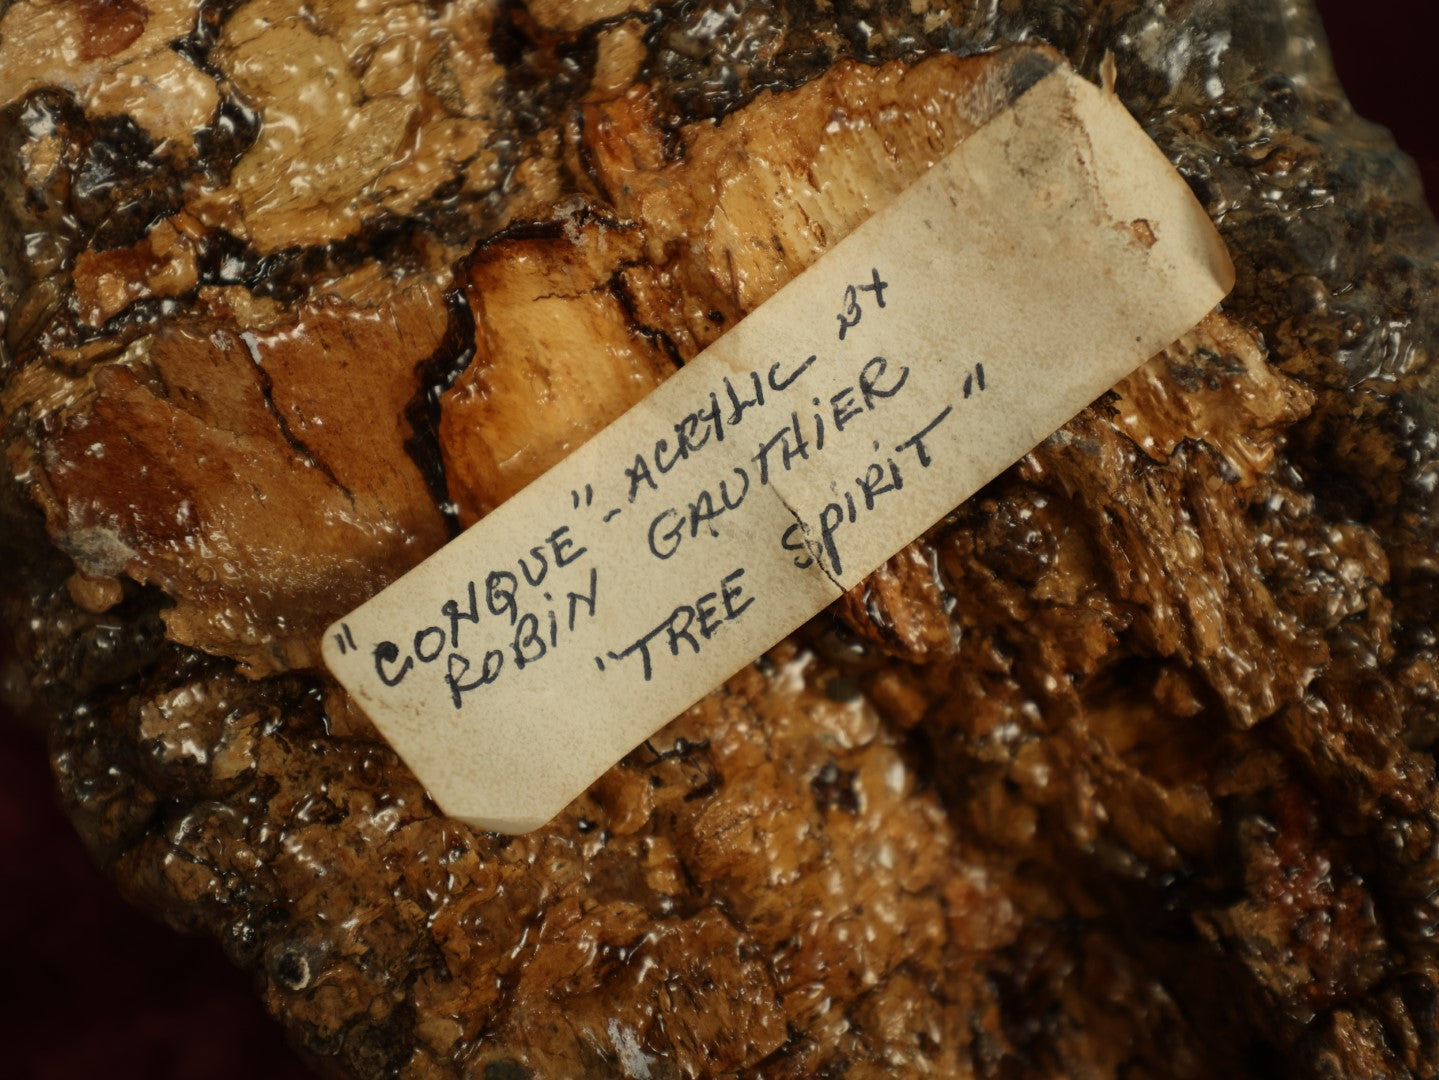 "CONQUE" - ACRYLIC BY
ROBIN GAUTHIER
"TREE SPIRIT"